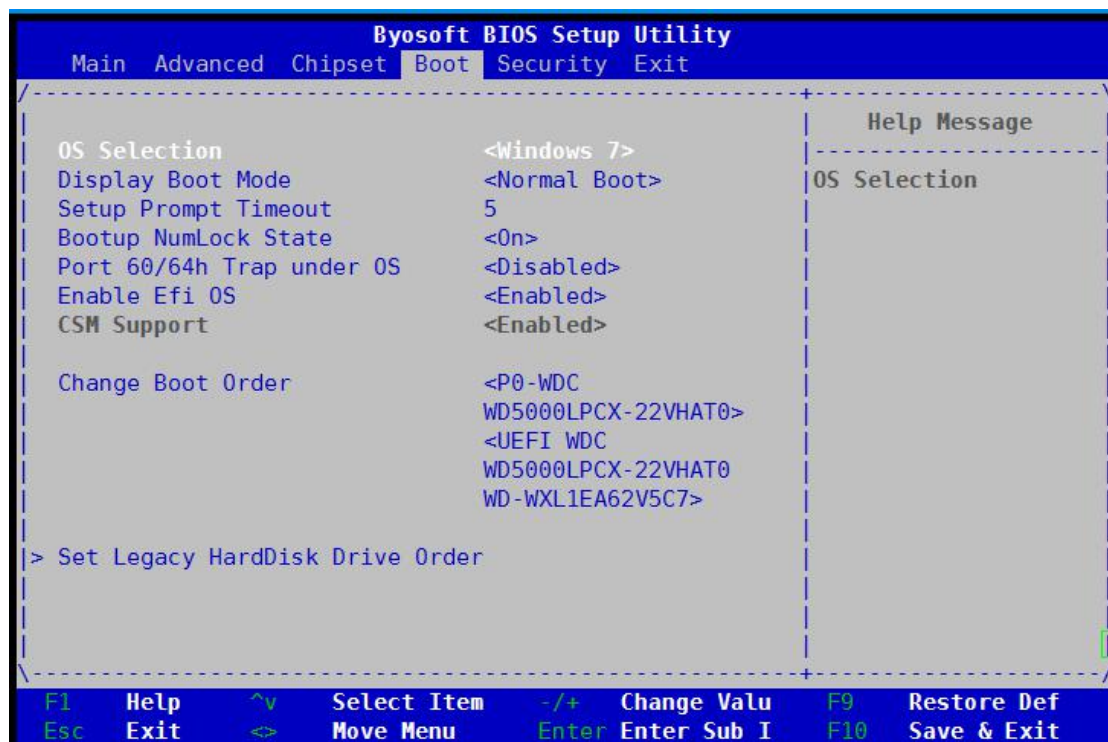 Byosoft BIOS Setup Utility
Main Advanced Chipset Boot Security Exit
Help Message
OS Selection <Windows 7>
Display Boot Mode <Normal Boot> OS Selection
Setup Prompt Timeout 5
Bootup NumLock State <On>
Port 60/64h Trap under OS <Disabled>
Enable Efi OS <Enabled>
CSM Support <Enabled>
Change Boot Order <P0-WDC
WD5000LPCX-22VHAT0>
<UEFI WDC
WD5000LPCX-22VHAT0
WD-WXL1EA62V5C7>
> Set Legacy HardDisk Drive Order
F1 Help ^v Select Item -/+ Change Valu F9 Restore Def
Esc Exit <> Move Menu Enter Enter Sub I F10 Save & Exit